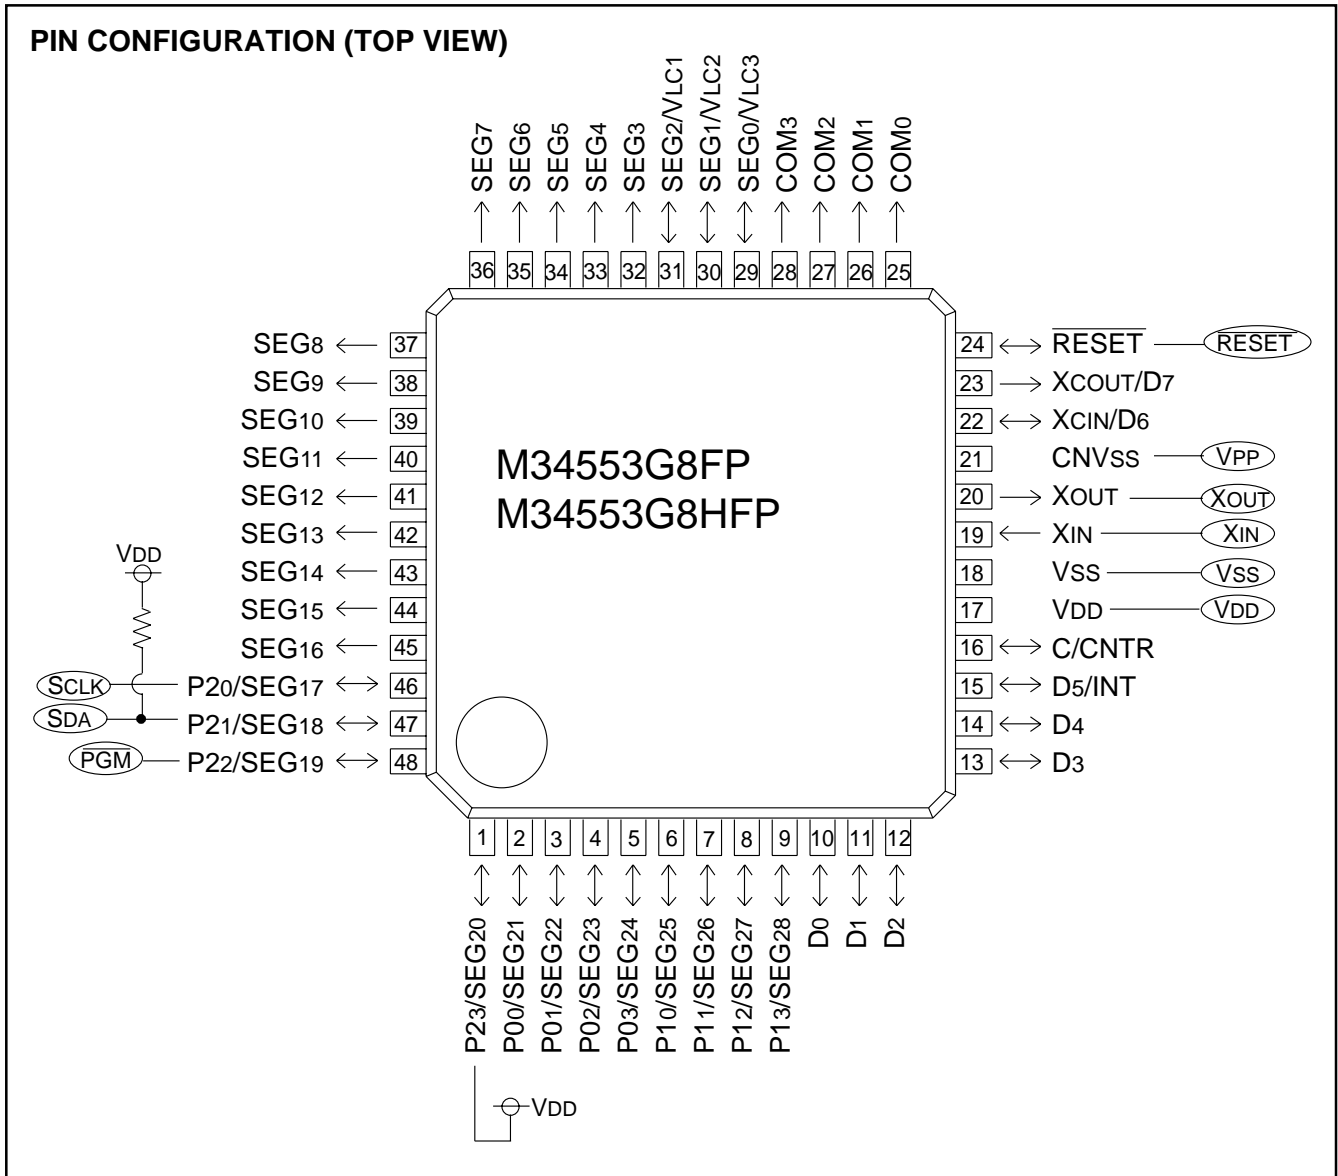 PIN CONFIGURATION (TOP VIEW)
SEG7
SEG6
SEG5
SEG4
SEG3
SEG2/VLC1
SEG1/VLC2
SEG0/VLC3
COM3
COM2
COM1
COM0
36 35 34 33 32 31 30 29 28 27 26 25
SEG8 37
SEG9 38
SEG10 39
SEG11 40
SEG12 41
SEG13 42
SEG14 43
SEG15 44
SEG16 45
VDD
SCLK P20/SEG17 46
SDA P21/SEG18 47
PGM P22/SEG19 48
M34553G8FP
M34553G8HFP
24 RESET RESET
23 XCOUT/D7
22 XCIN/D6
21 CNVSS VPP
20 XOUT XOUT
19 XIN XIN
18 VSS VSS
17 VDD VDD
16 C/CNTR
15 D5/INT
14 D4
13 D3
1 2 3 4 5 6 7 8 9 10 11 12
P23/SEG20
P00/SEG21
P01/SEG22
P02/SEG23
P03/SEG24
P10/SEG25
P11/SEG26
P12/SEG27
P13/SEG28
D0
D1
D2
VDD